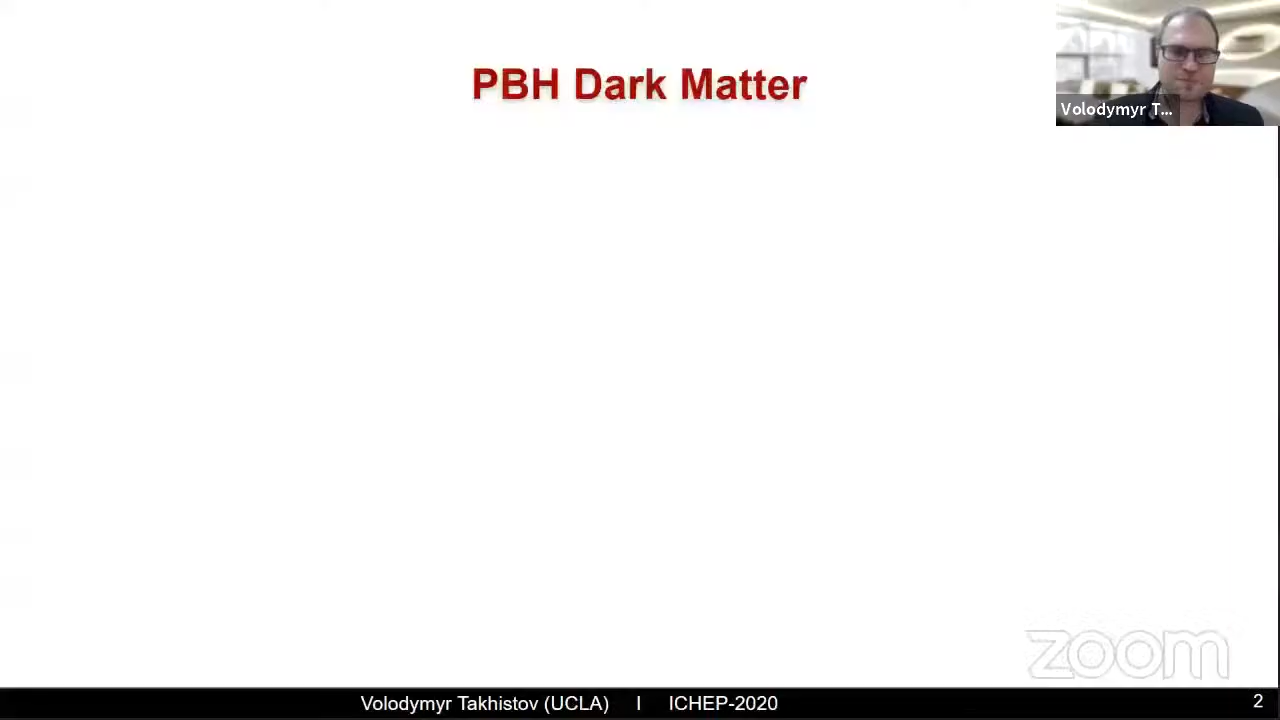 PBH Dark Matter
Volodymyr T...
zoom
Volodymyr Takhistov (UCLA) I ICHEP-2020
2